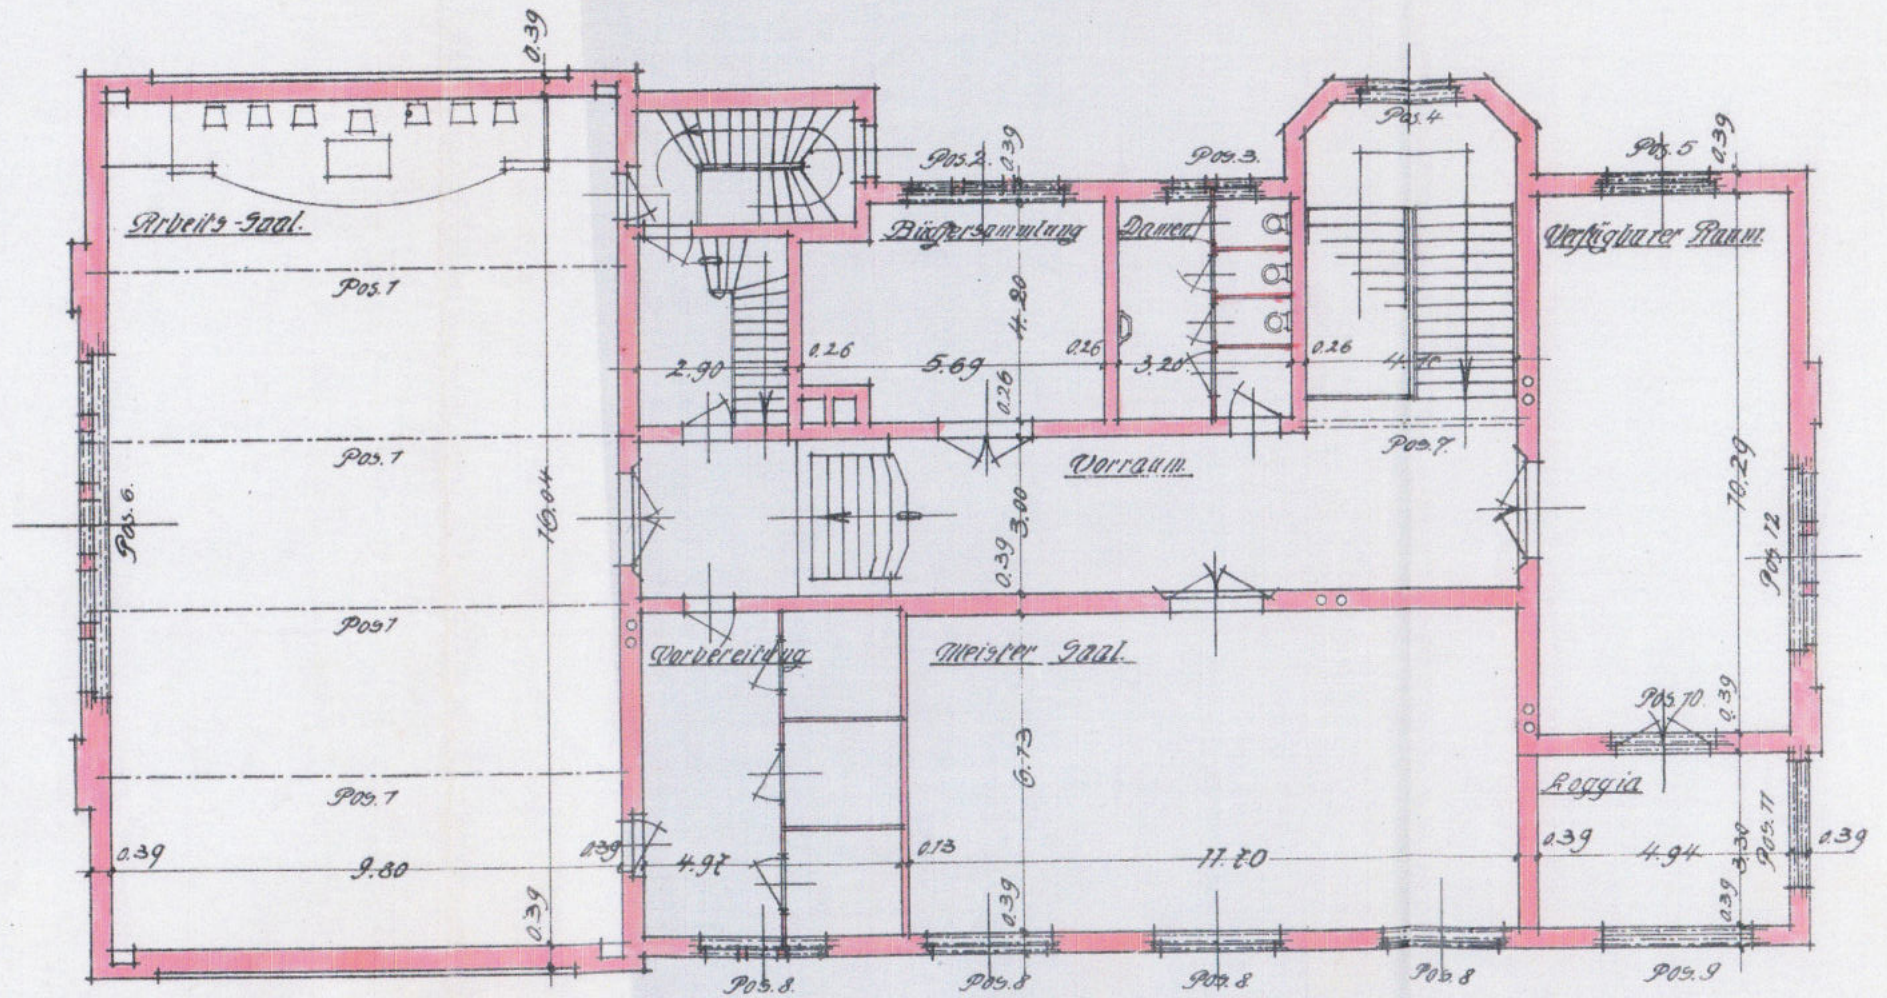 0.39
Pos. 4
Pos. 2.
0.39
Pos. 3.
Pos. 5
0.39
Arbeits-Saal.
Büchersammlung
Damen
Verfügbarer Raum.
Pos. 1
4.20
2.90
0.26
5.69
0.26
3.20
0.26
0.26
Pos. 1
Pos. 7.
Vorraum.
Pos. 6.
16.04
3.00
0.39
10.29
Pos 12
Pos 1
Vorbereitung
Meister Saal.
Pos. 10.
0.39
6.73
Pos. 1
Loggia
0.39
9.80
0.39
4.97
0.13
11.70
0.39
4.94
3.30
Pos. 11
0.39
0.39
0.39
0.39
Pos. 8.
Pos. 8
Pos. 8.
Pos. 8
Pos. 9